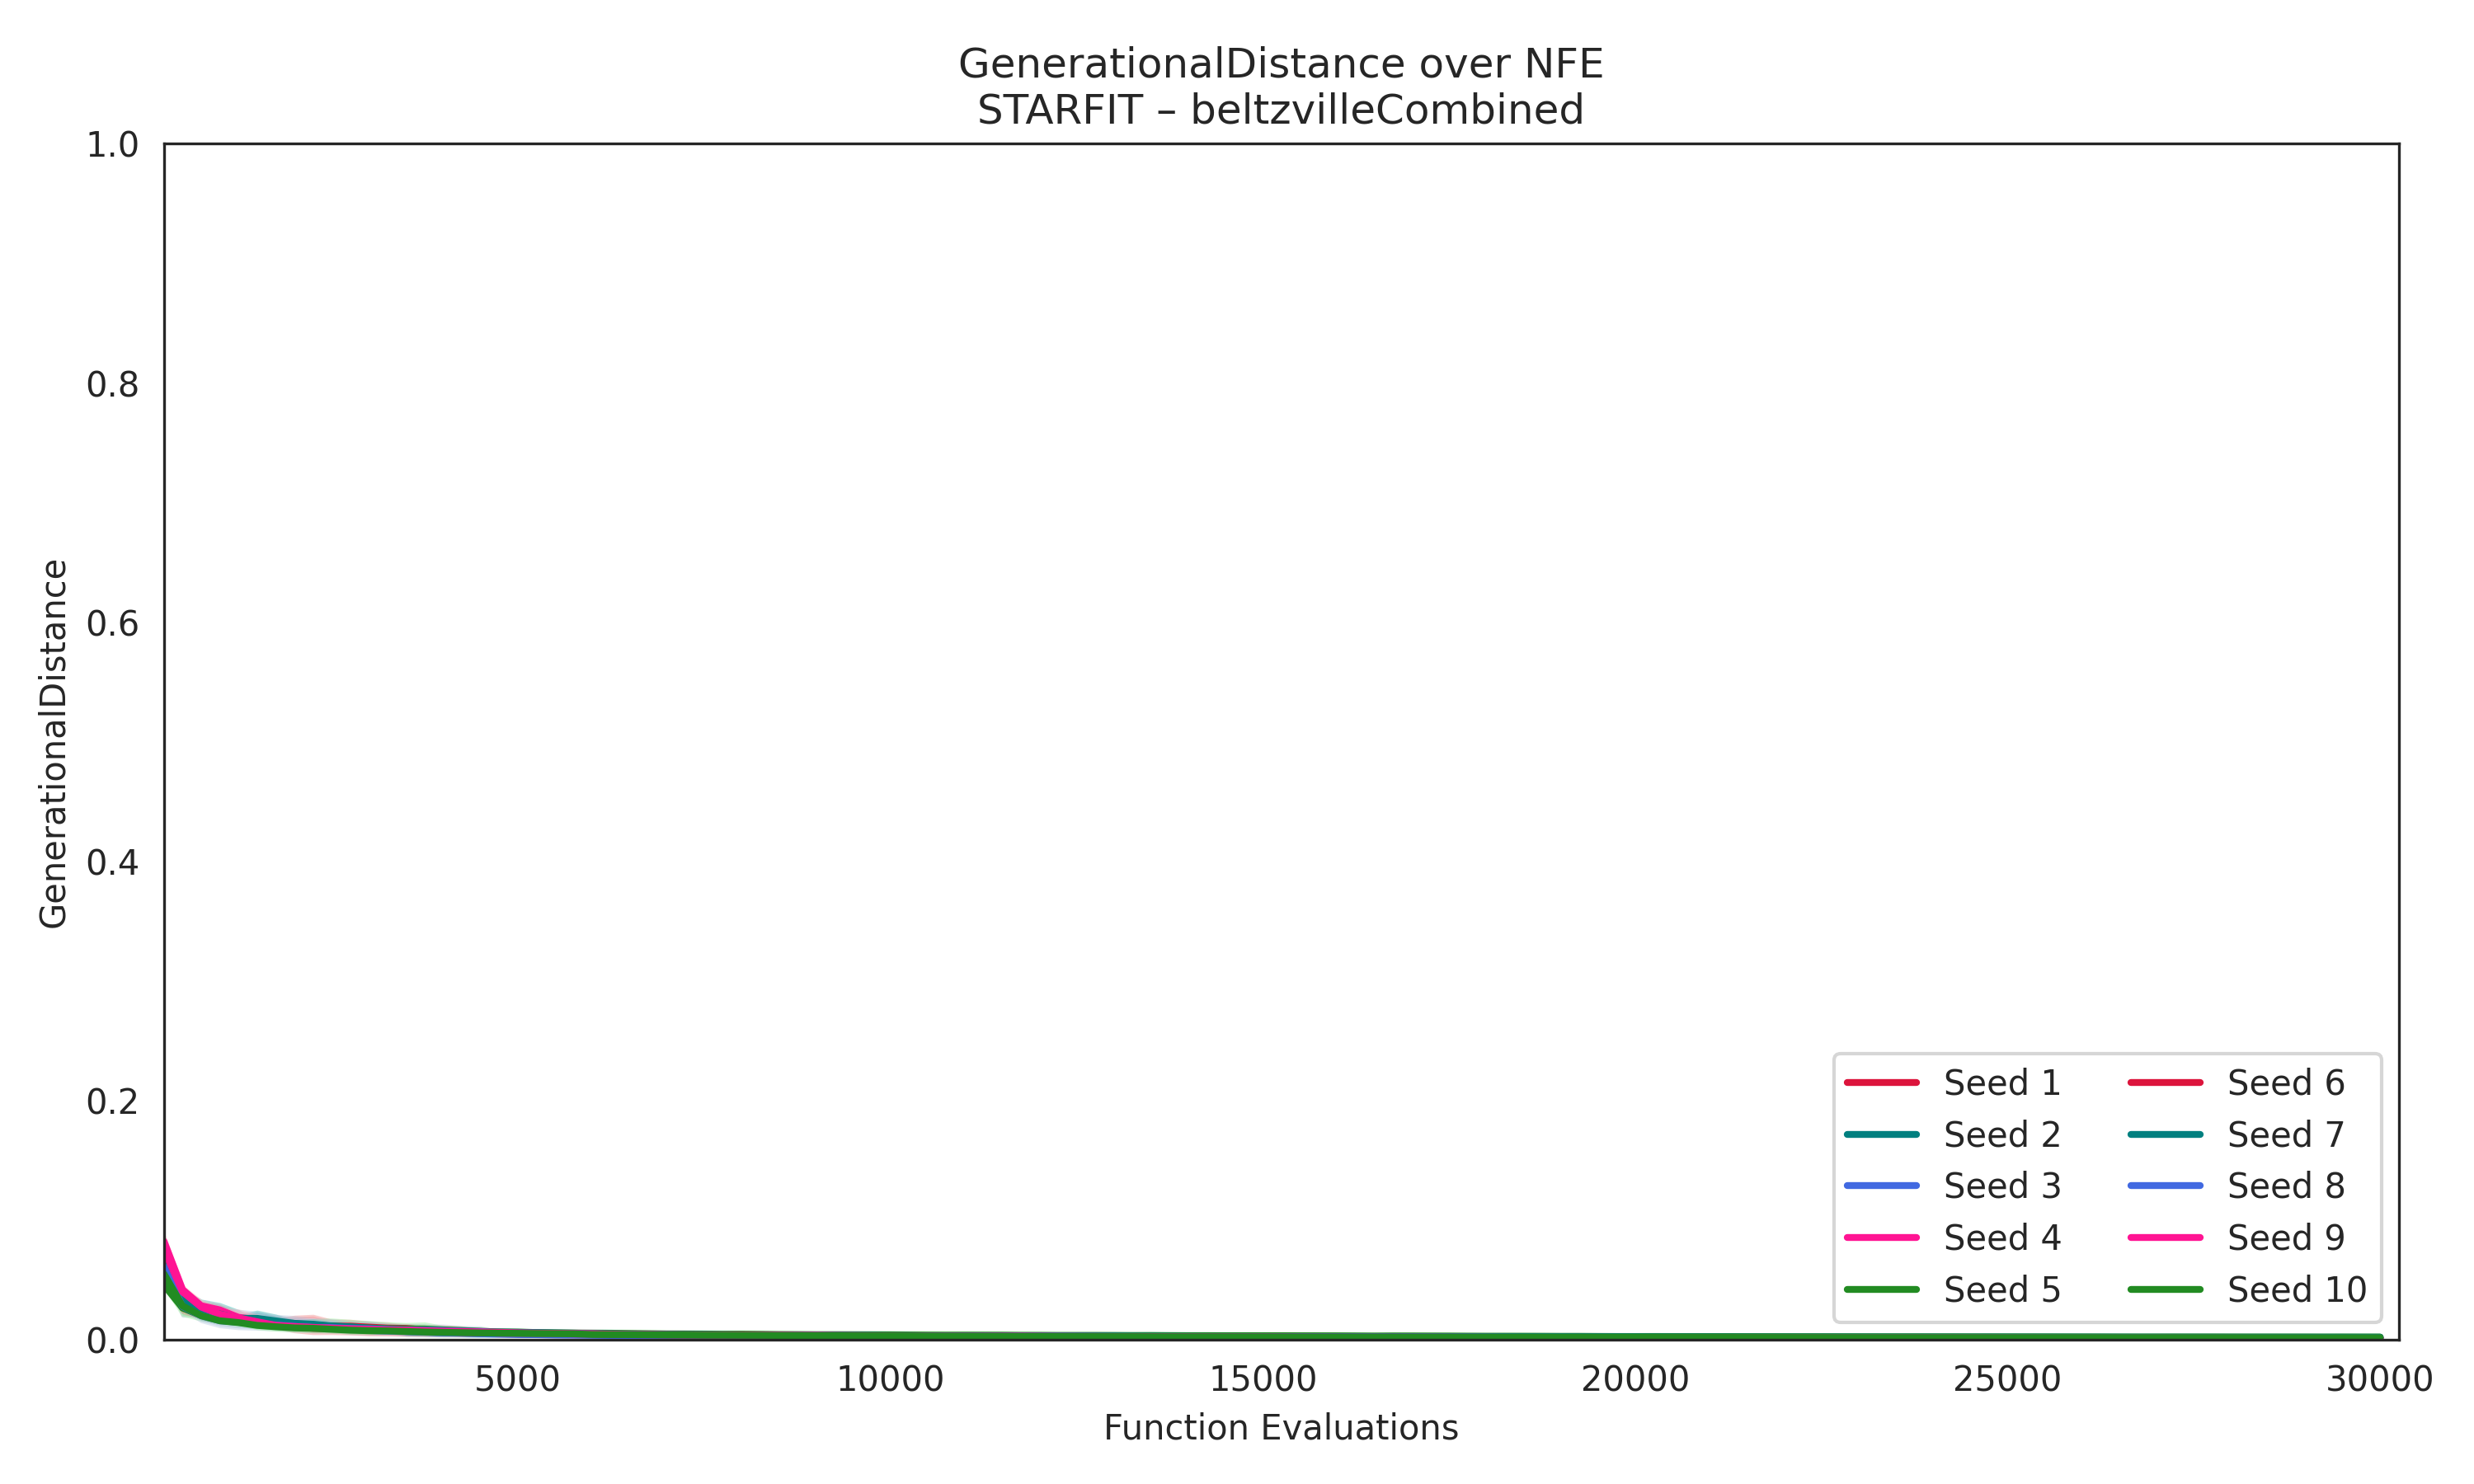 GenerationalDistance over NFE
STARFIT – beltzvilleCombined
GenerationalDistance
1.0
0.8
0.6
0.4
0.2
0.0
5000
10000
15000
20000
25000
30000
Function Evaluations
Seed 1
Seed 2
Seed 3
Seed 4
Seed 5
Seed 6
Seed 7
Seed 8
Seed 9
Seed 10